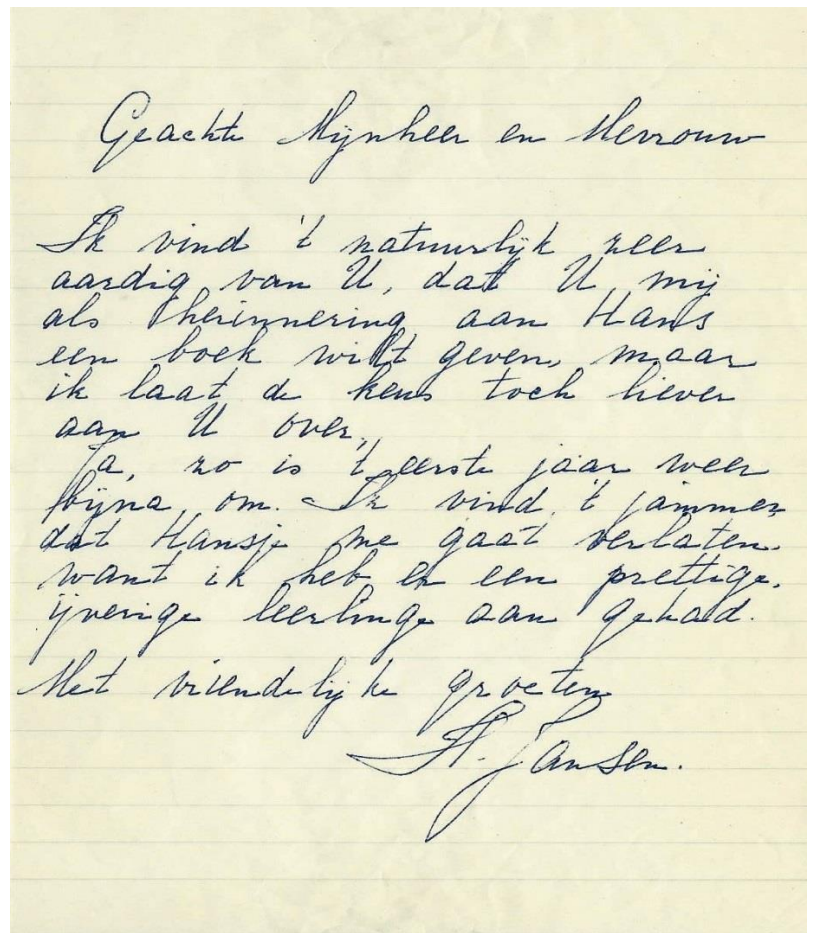 Geachte Mijnheer en Mevrouw
Ik vind 't natuurlijk zeer
aardig van U, dat U mij
als herinnering aan Hans
een boek wilt geven, maar
ik laat de keus toch liever
aan U over.
Ja, zo is 't eerste jaar weer
bijna om. Ik vind 't jammer
dat Hansje me gaat verlaten.
want ik heb er een prettige,
ijverige leerlinge aan gehad.
Met vriendelijke groeten
A. Jansen.